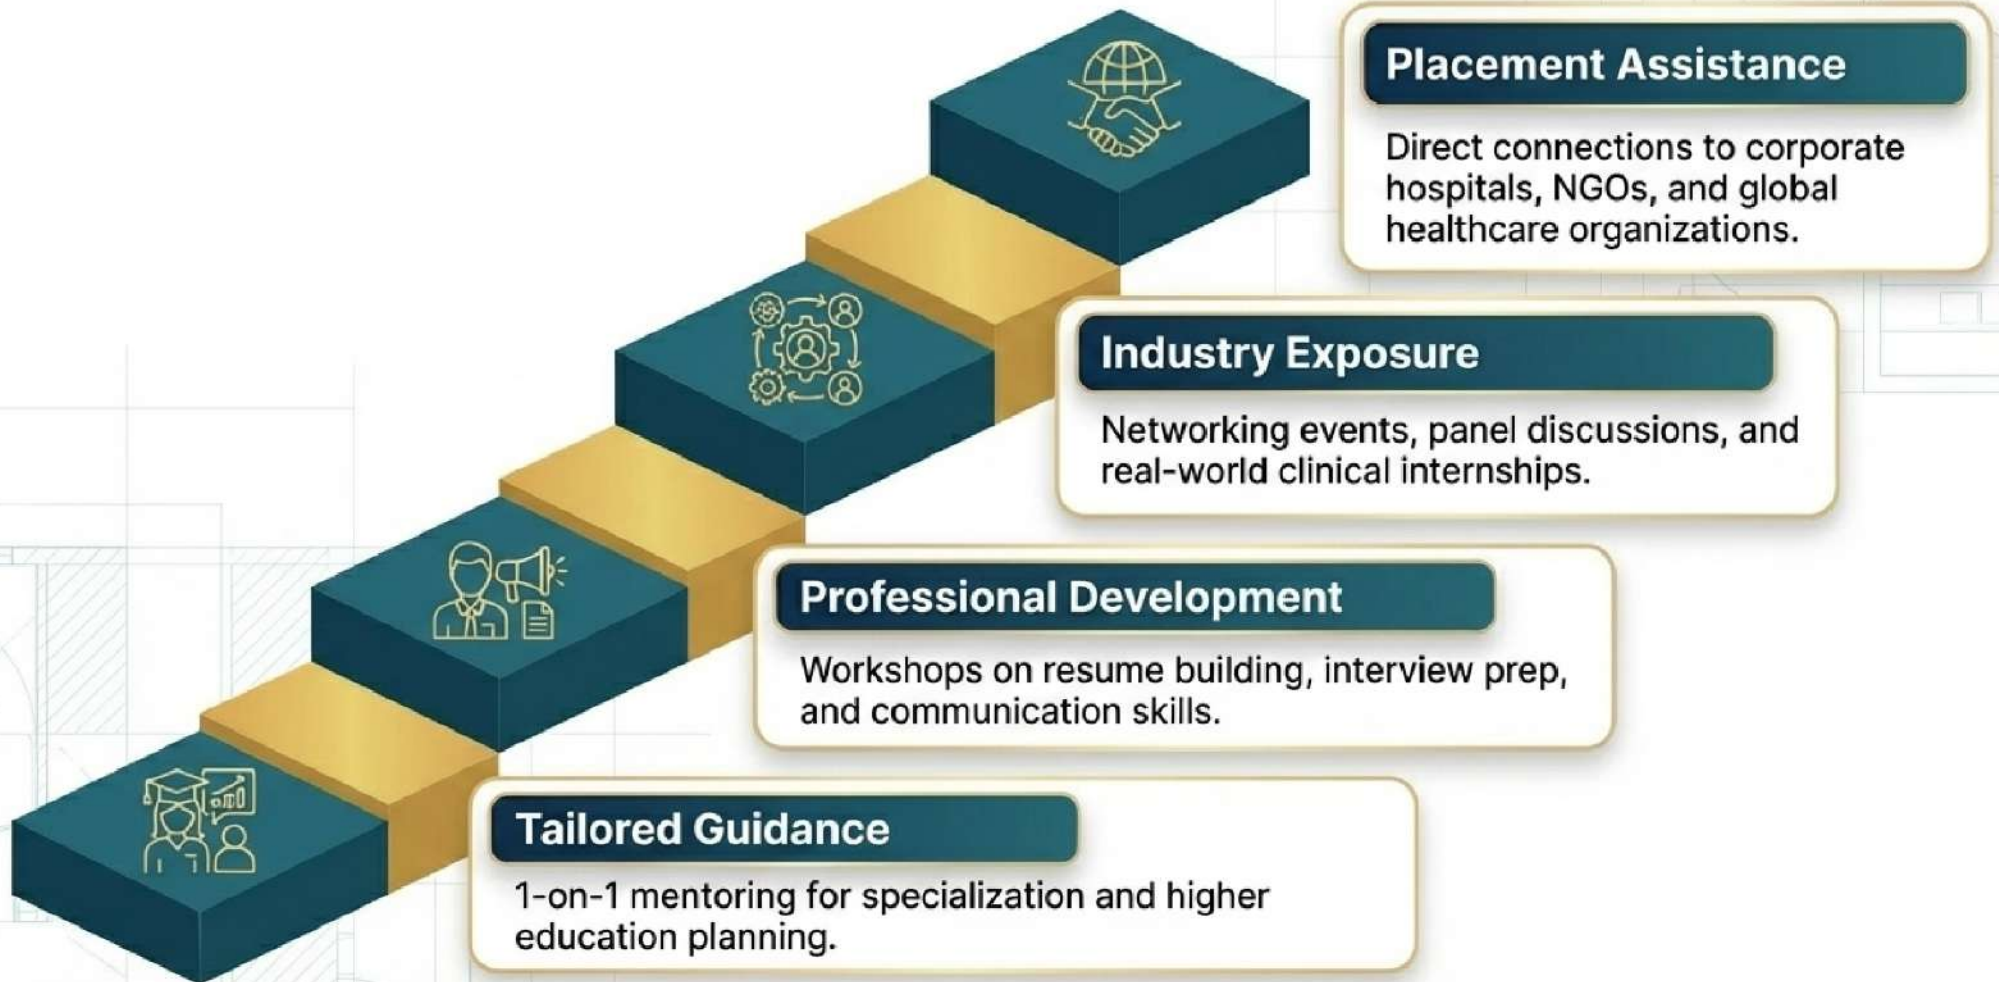 Placement Assistance
Direct connections to corporate
hospitals, NGOs, and global
healthcare organizations.
Industry Exposure
Networking events, panel discussions, and
real-world clinical internships.
Professional Development
Workshops on resume building, interview prep,
and communication skills.
Tailored Guidance
1-on-1 mentoring for specialization and higher
education planning.